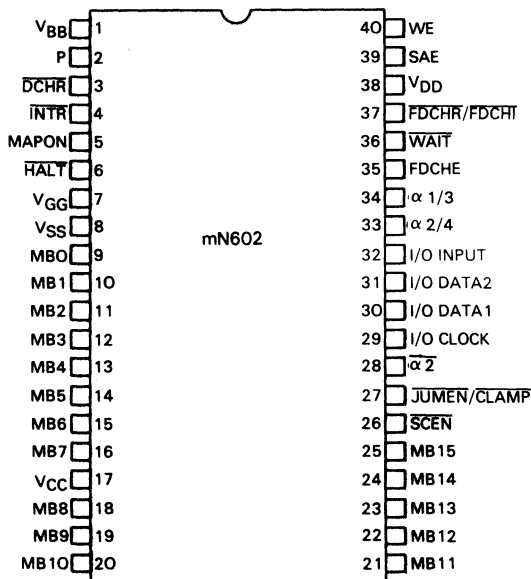 VBB 1 40 WE
P 2 39 SAE
DCHR 3 38 VDD
INTR 4 37 FDCHR/FDCHI
MAPON 5 36 WAIT
HALT 6 35 FDCHE
VGG 7 34 α 1/3
VSS 8 33 α 2/4
mN602
MB0 9 32 I/O INPUT
MB1 10 31 I/O DATA2
MB2 11 30 I/O DATA1
MB3 12 29 I/O CLOCK
MB4 13 28 α 2
MB5 14 27 JUMEN/CLAMP
MB6 15 26 SCEN
MB7 16 25 MB15
VCC 17 24 MB14
MB8 18 23 MB13
MB9 19 22 MB12
MB10 20 21 MB11